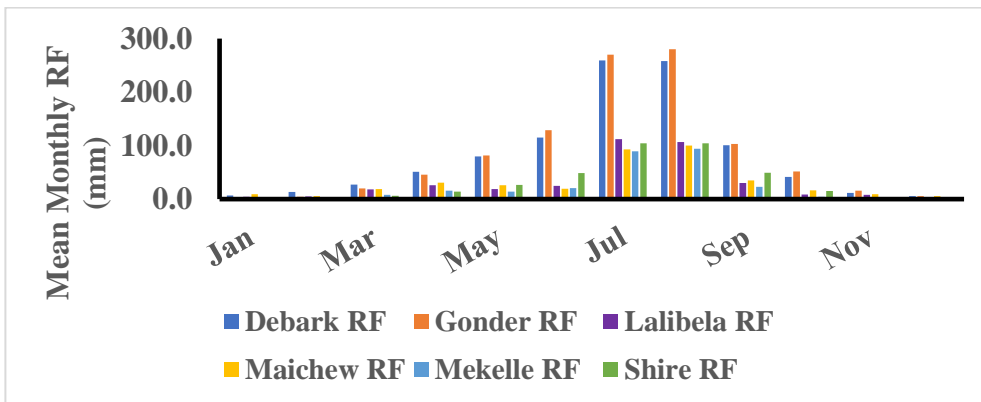 Mean Monthly RF
(mm)
300.0
200.0
100.0
0.0
Jan Mar May Jul Sep Nov
Debark RF Gonder RF Lalibela RF
Maichew RF Mekelle RF Shire RF